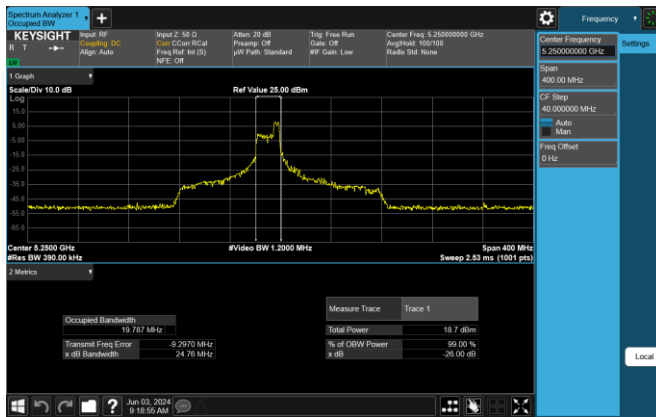 Spectrum Analyzer 1
Occupied BW
+
Frequency
KEYSIGHT
R T
Input: RF
Coupling: DC
Align: Auto
Input Z: 50 Ω
Corr CCorr RCal
Freq Ref: Int (S)
NFE: Off
Atten: 20 dB
Preamp: Off
µW Path: Standard
Trig: Free Run
Gate: Off
#IF Gain: Low
Center Freq: 5.250000000 GHz
Avg|Hold: 100/100
Radio Std: None
Center Frequency
5.250000000 GHz
Settings
Span
400.00 MHz
CF Step
40.000000 MHz
Auto
Man
Freq Offset
0 Hz
Local
1 Graph
Scale/Div 10.0 dB
Ref Value 25.00 dBm
Log
15.0
5.00
-5.00
-15.0
-25.0
-35.0
-45.0
-55.0
-65.0
Center 5.2500 GHz
#Video BW 1.2000 MHz
Span 400 MHz
#Res BW 390.00 kHz
Sweep 2.53 ms (1001 pts)
2 Metrics
Occupied Bandwidth
19.787 MHz
Transmit Freq Error -9.2970 MHz
x dB Bandwidth 24.76 MHz
Measure Trace Trace 1
Total Power 18.7 dBm
% of OBW Power 99.00 %
x dB -26.00 dB
?
Jun 03, 2024
9:18:55 AM